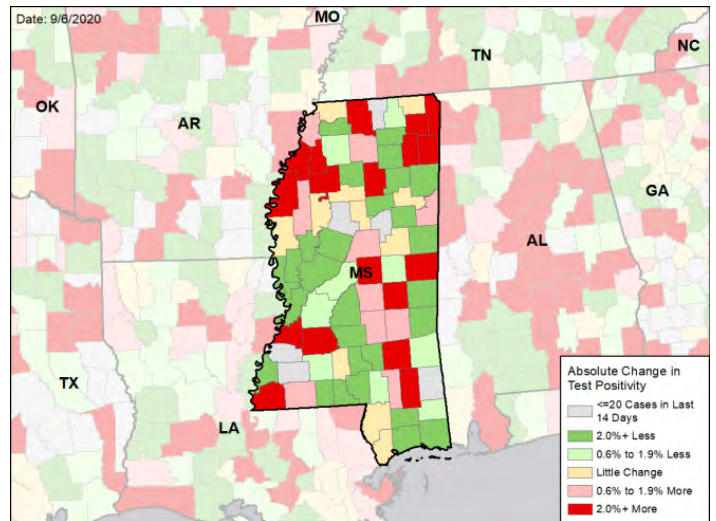 Date: 9/6/2020
MO
NC
TN
OK
AR
GA
AL
MS
TX
LA
Absolute Change in
Test Positivity
<=20 Cases in Last
14 Days
2.0%+ Less
0.6% to 1.9% Less
Little Change
0.6% to 1.9% More
2.0%+ More